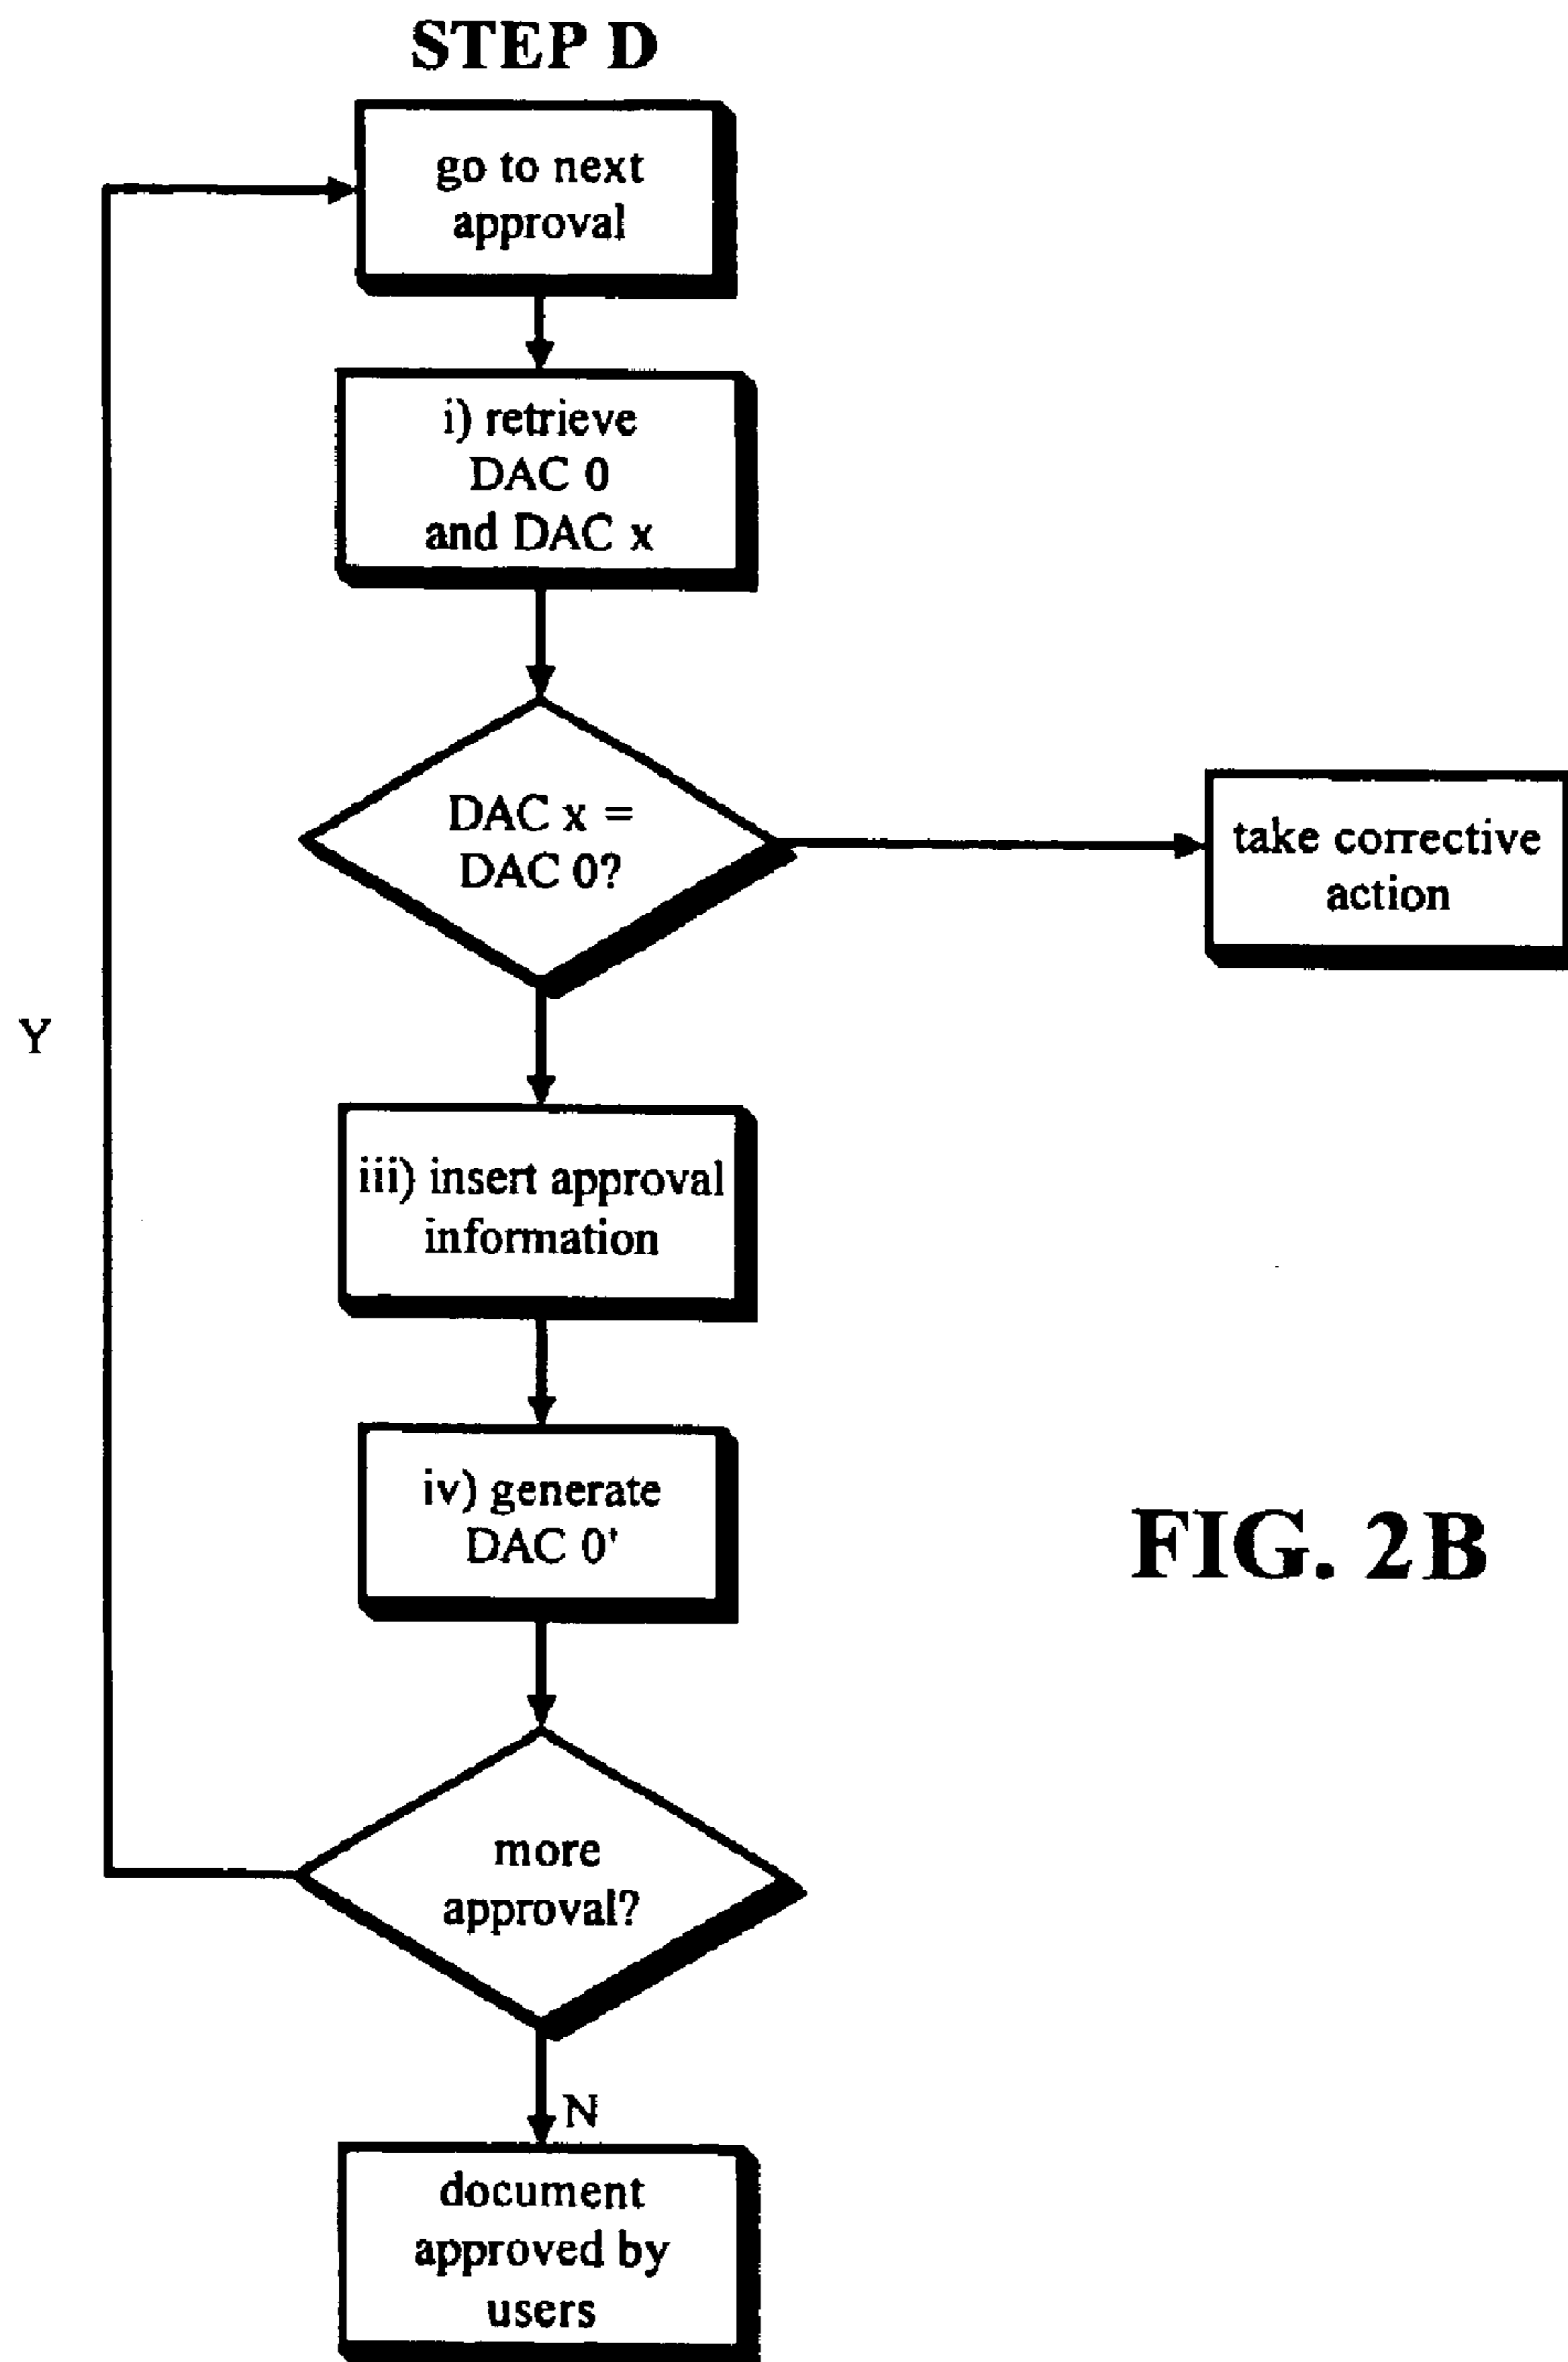 STEP D
go to next
approval
i) retrieve
DAC 0
and DAC x
DAC x =
DAC 0?
take corrective
action
Y
iii) insert approval
information
iv) generate
DAC 0'
FIG. 2B
more
approval?
N
document
approved by
users